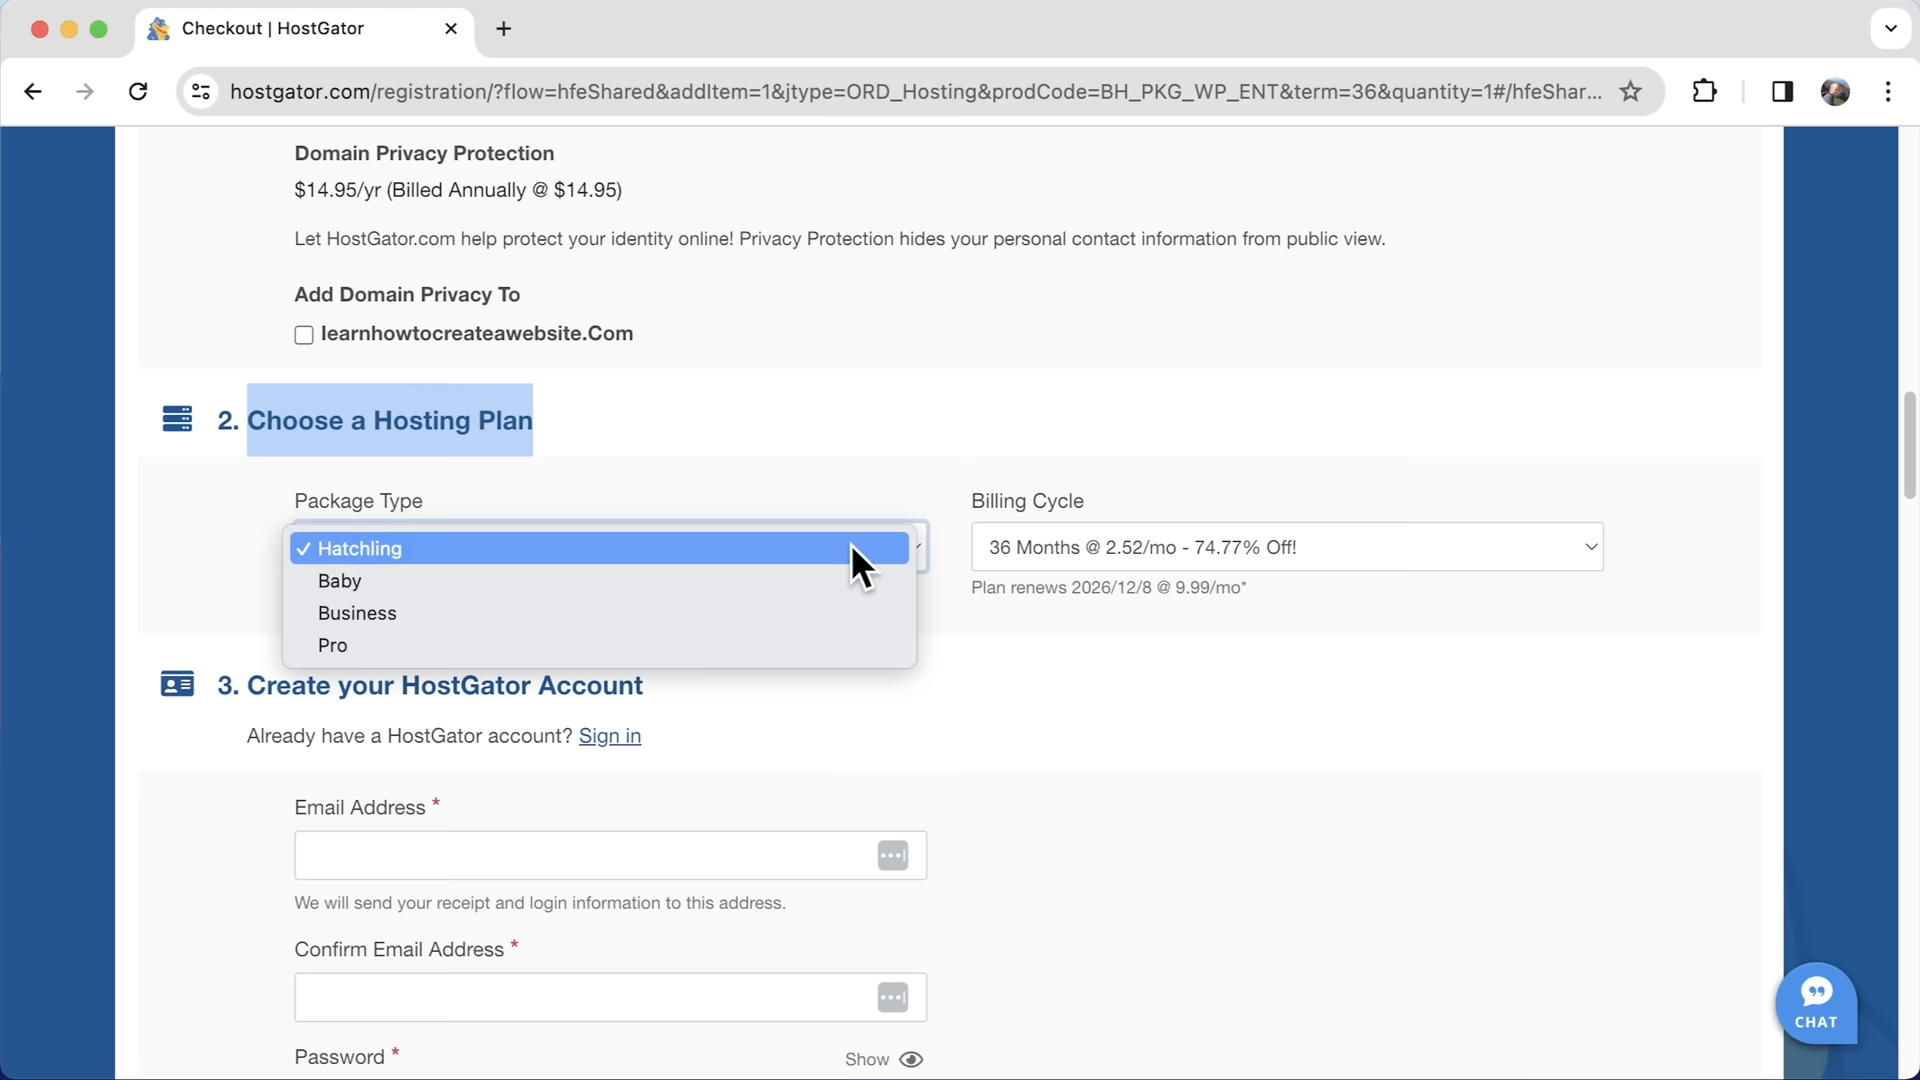 Checkout | HostGator
hostgator.com/registration/?flow=hfeShared&addItem=1&jtype=ORD_Hosting&prodCode=BH_PKG_WP_ENT&term=36&quantity=1#/hfeShar...
Domain Privacy Protection
$14.95/yr (Billed Annually @ $14.95)
Let HostGator.com help protect your identity online! Privacy Protection hides your personal contact information from public view.
Add Domain Privacy To
learnhowtocreateawebsite.Com
2. Choose a Hosting Plan
Package Type
Billing Cycle
✓ Hatchling
36 Months @ 2.52/mo - 74.77% Off!
Baby
Plan renews 2026/12/8 @ 9.99/mo*
Business
Pro
3. Create your HostGator Account
Already have a HostGator account? Sign in
Email Address *
We will send your receipt and login information to this address.
Confirm Email Address *
CHAT
Password *
Show